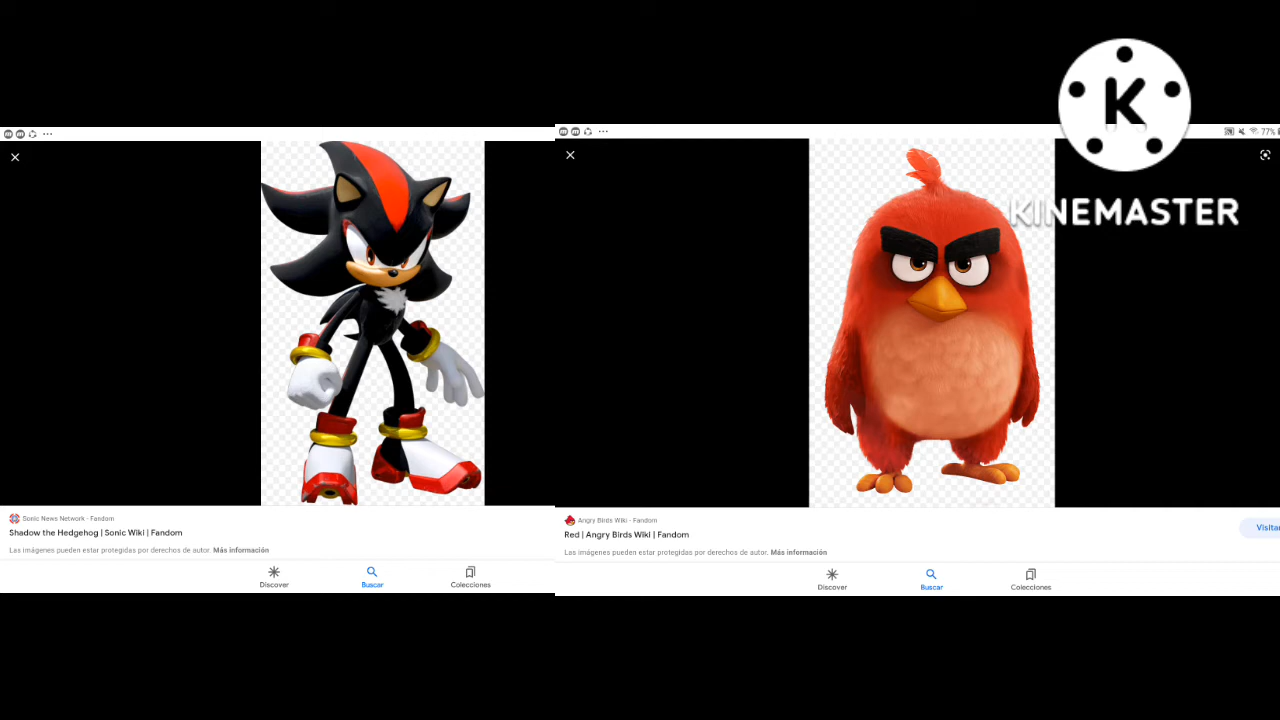 K
KINEMASTER
77%
Sonic News Network - Fandom
Shadow the Hedgehog | Sonic Wiki | Fandom
Las imágenes pueden estar protegidas por derechos de autor. Más información
Discover
Buscar
Colecciones
Angry Birds Wiki - Fandom
Red | Angry Birds Wiki | Fandom
Visitar
Las imágenes pueden estar protegidas por derechos de autor. Más información
Discover
Buscar
Colecciones